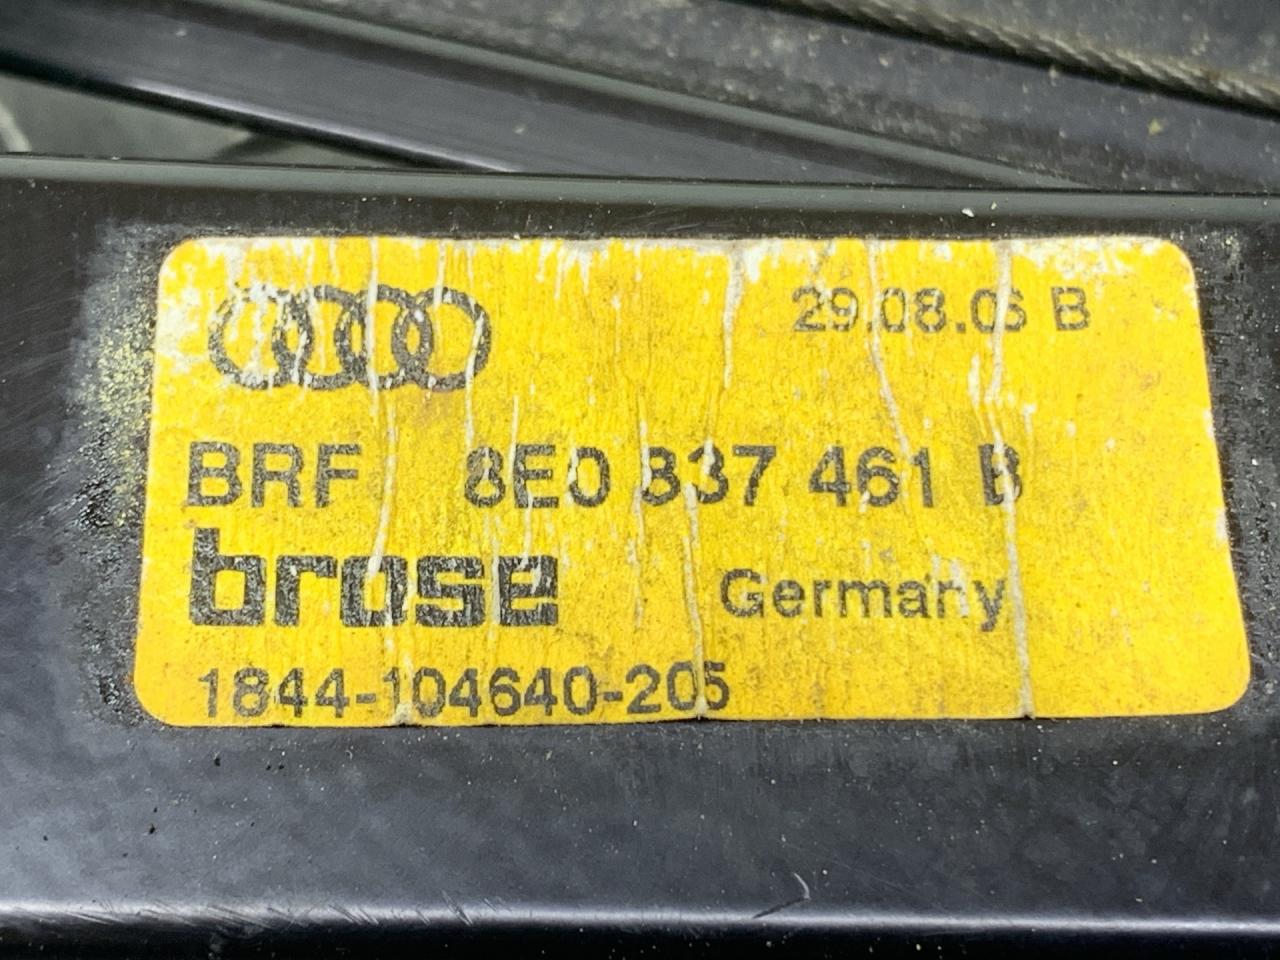 29.08.06 B
BRF 8E0 837 461 B
brose Germany
1844-104640-205